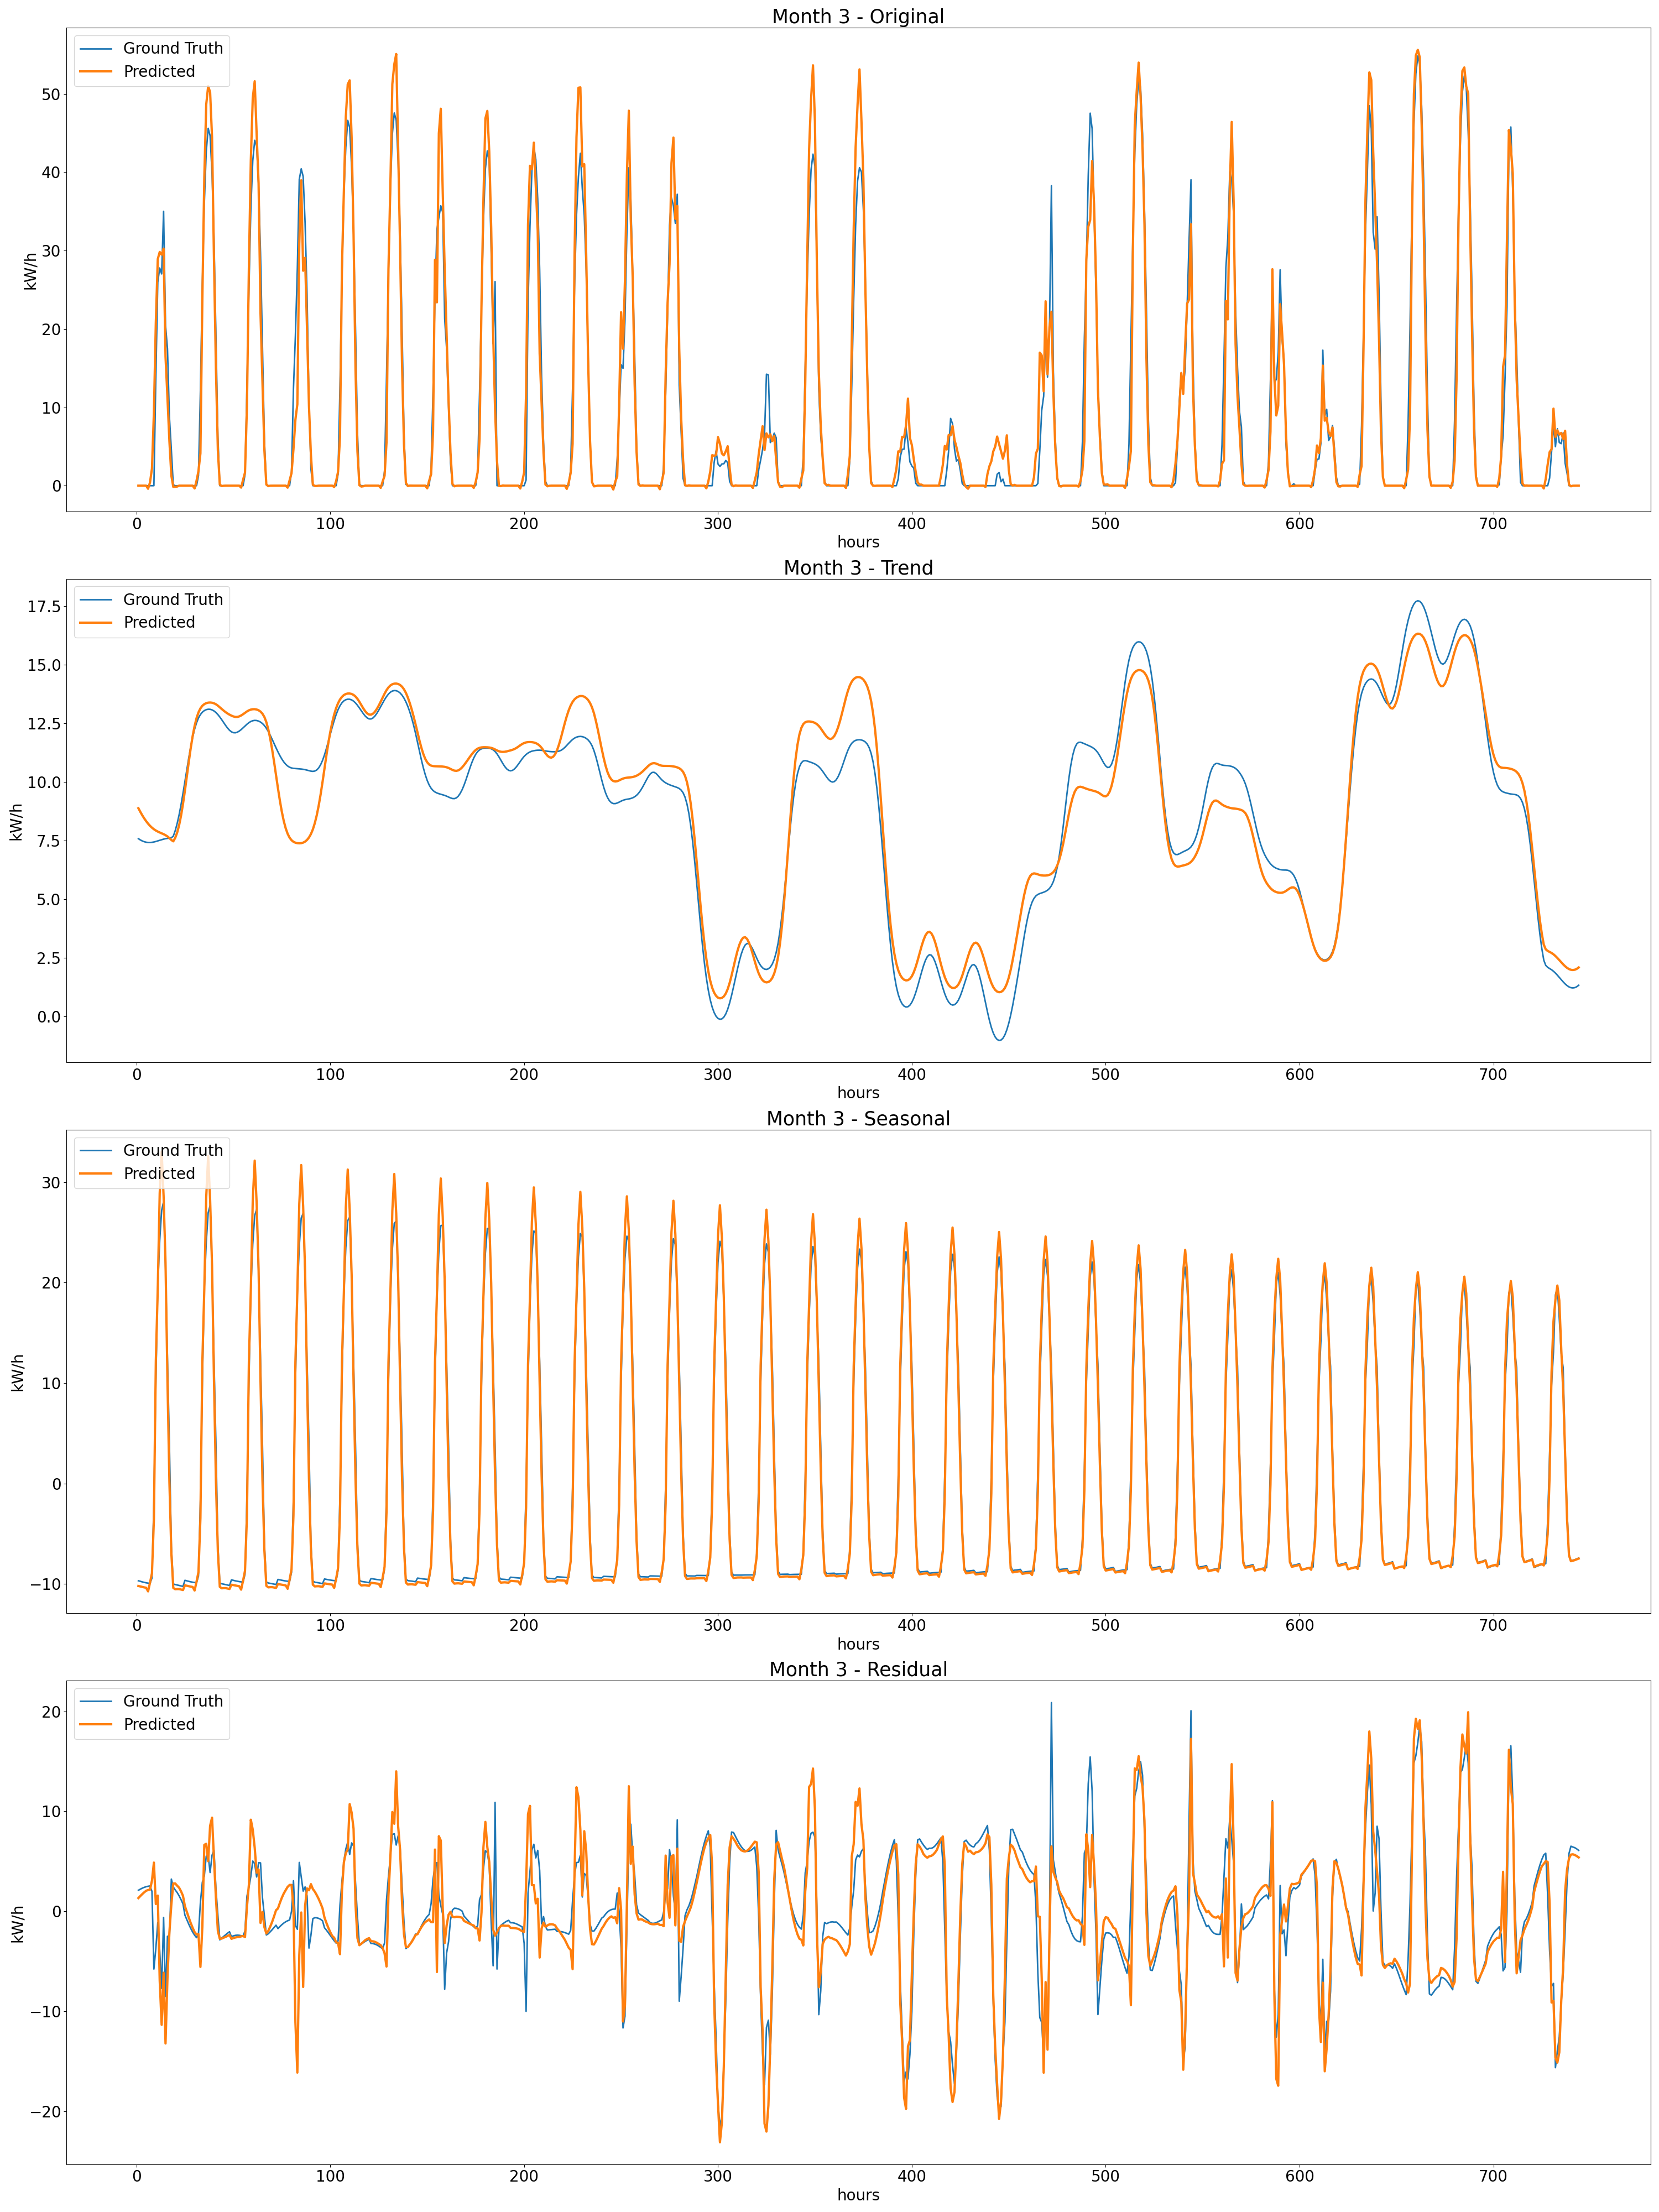 Month 3 - Original
Ground Truth
Predicted
50
40
30
20
10
0
kW/h
0 100 200 300 400 500 600 700
hours
Month 3 - Trend
Ground Truth
Predicted
17.5
15.0
12.5
10.0
7.5
5.0
2.5
0.0
kW/h
0 100 200 300 400 500 600 700
hours
Month 3 - Seasonal
Ground Truth
Predicted
30
20
10
0
−10
kW/h
0 100 200 300 400 500 600 700
hours
Month 3 - Residual
Ground Truth
Predicted
20
10
0
−10
−20
kW/h
0 100 200 300 400 500 600 700
hours